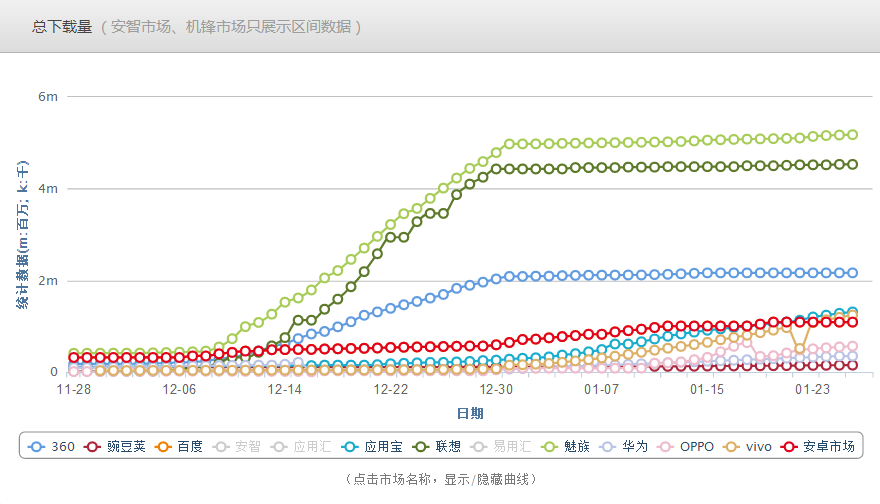 总下载量 （ 安智市场、机锋市场只展示区间数据 ）
6m
4m
2m
0
统计数据(m:百万; k:千)
11-28 12-06 12-14 12-22 12-30 01-07 01-15 01-23
日期
360 豌豆荚 百度 安智 应用汇 应用宝 联想 易用汇 魅族 华为 OPPO vivo 安卓市场
（点击市场名称，显示/隐藏曲线）